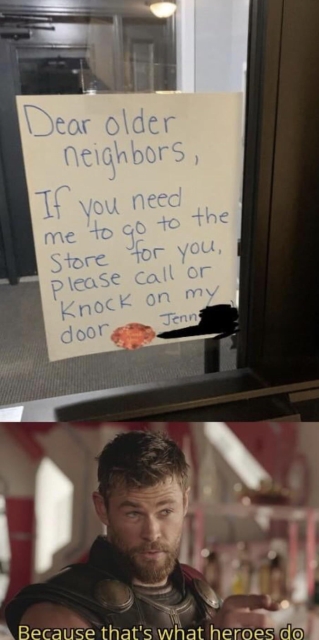 Dear older
neighbors,
If you need
me to go to the
Store for you,
please call or
knock on my
door
Jenn
Because that's what heroes do